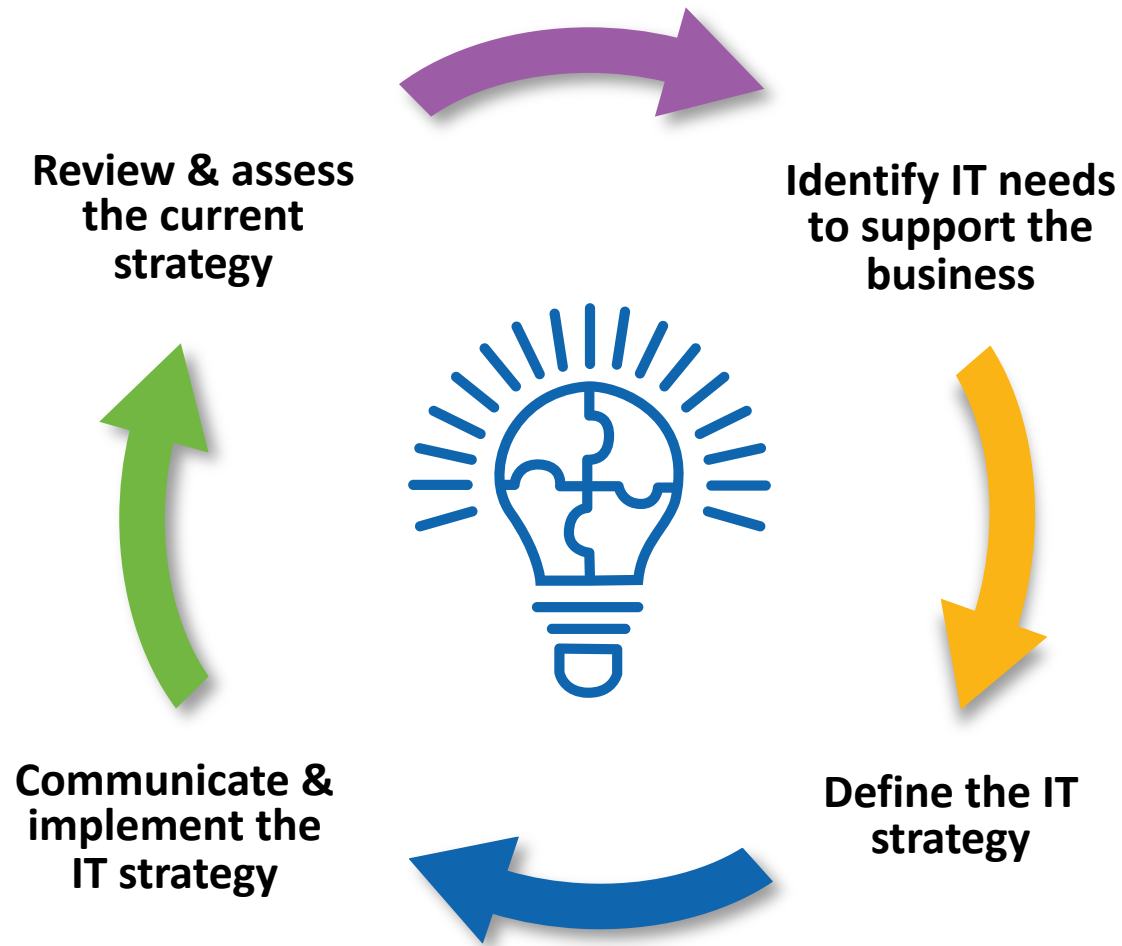 Review & assess
the current
strategy
Identify IT needs
to support the
business
Define the IT
strategy
Communicate &
implement the
IT strategy